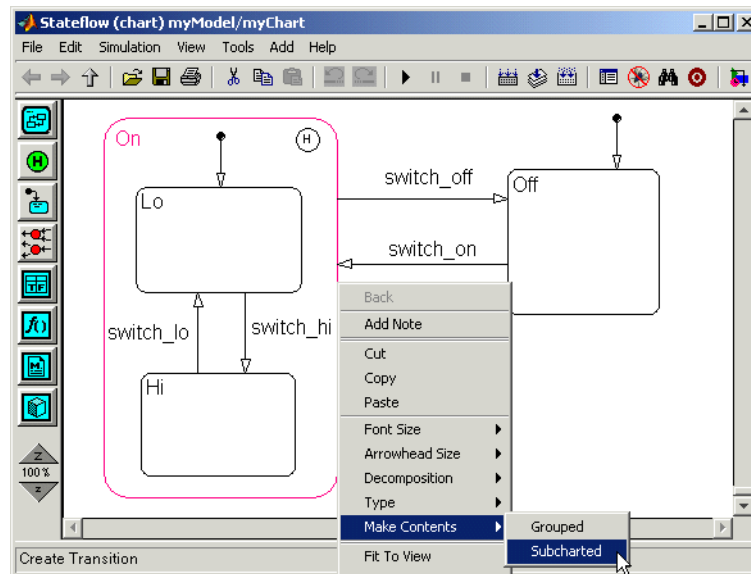 Stateflow (chart) myModel/myChart
File Edit Simulation View Tools Add Help
On
H
Lo
switch_off
Off
switch_on
switch_lo
switch_hi
Hi
Back
Add Note
Cut
Copy
Paste
Font Size
Arrowhead Size
Decomposition
Type
Make Contents
Grouped
Subcharted
Fit To View
H
TF
f()
M
Z
100 %
z
Create Transition